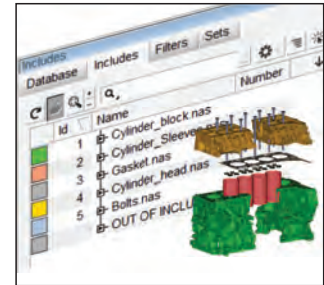 Includes
Database Includes Filters Sets
Id Name Number
1 Cylinder_block.nas
2 Cylinder_Sleeve
3 Gasket.nas
4 Cylinder_head.nas
5 Bolts.nas
OUT OF INCLU